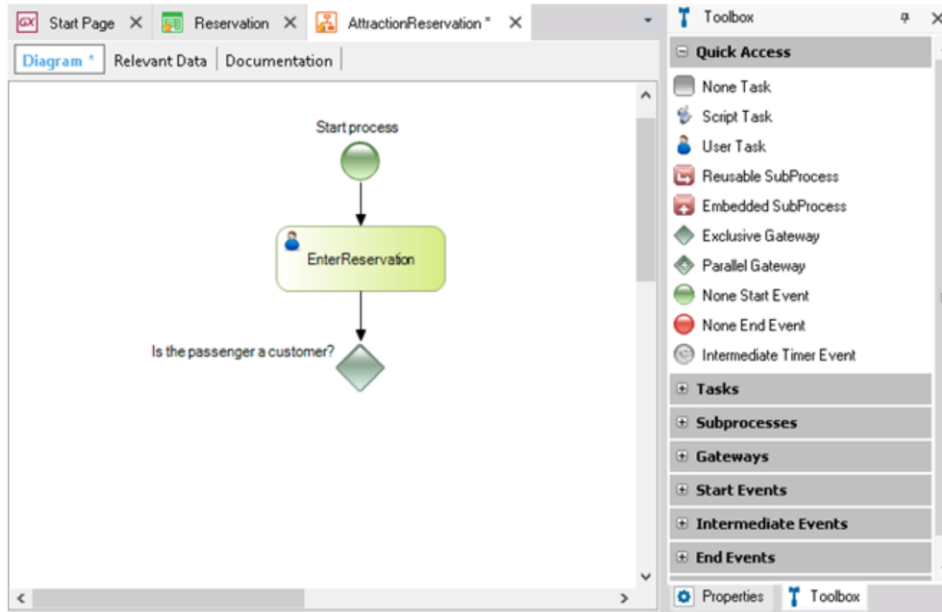 GX Start Page
Reservation
AttractionReservation *
Diagram *
Relevant Data
Documentation
Start process
EnterReservation
Is the passenger a customer?
Toolbox
Quick Access
None Task
Script Task
User Task
Reusable SubProcess
Embedded SubProcess
Exclusive Gateway
Parallel Gateway
None Start Event
None End Event
Intermediate Timer Event
Tasks
Subprocesses
Gateways
Start Events
Intermediate Events
End Events
Properties
Toolbox